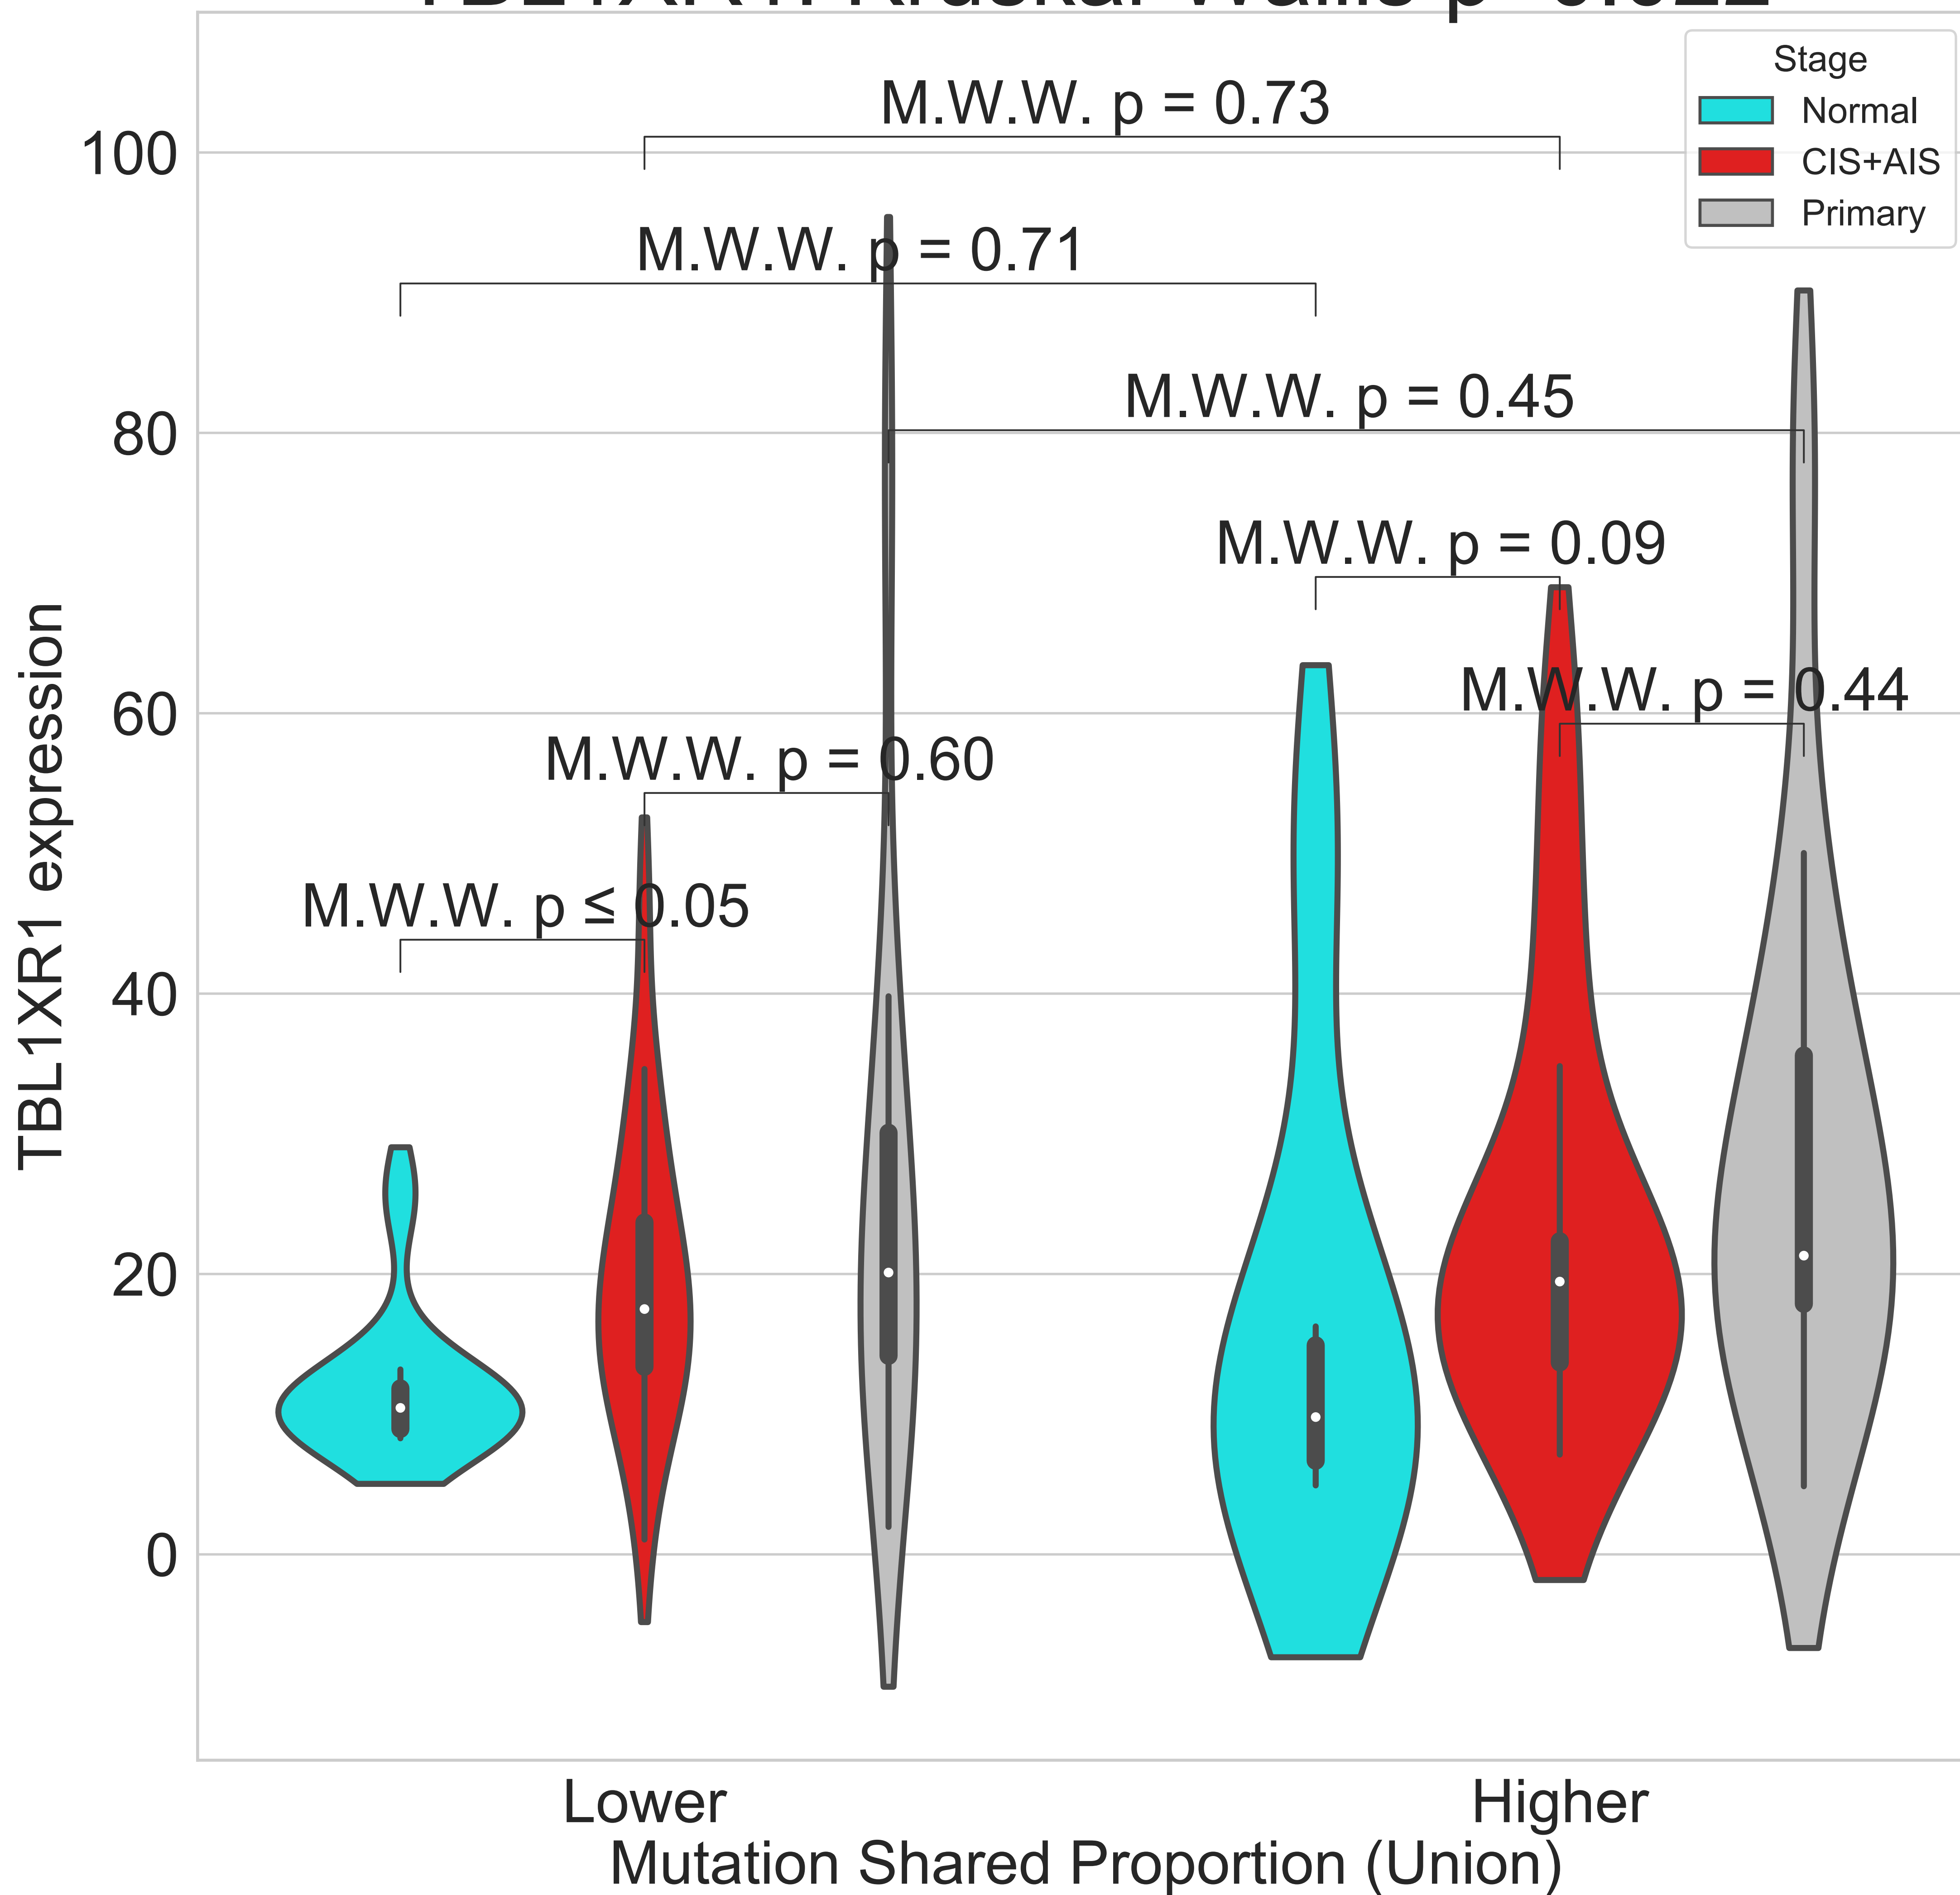 Stage
Normal
CIS+AIS
Primary
M.W.W. p = 0.73
M.W.W. p = 0.71
M.W.W. p = 0.45
M.W.W. p = 0.09
M.W.W. p = 0.44
M.W.W. p = 0.60
M.W.W. p ≤ 0.05
100
80
60
40
20
0
TBL1XR1 expression
Lower
Higher
Mutation Shared Proportion (Union)